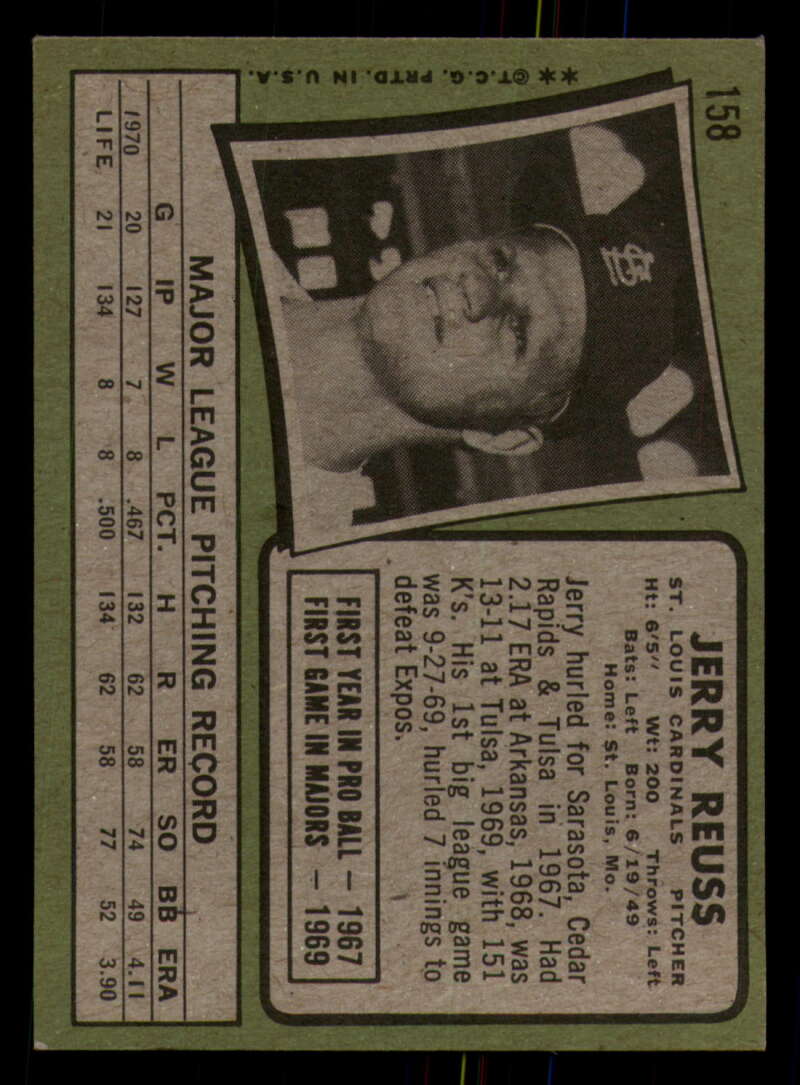 158
** ©T.C.G. PRTD. IN U.S.A.
StL
JERRY REUSS
ST. LOUIS CARDINALS PITCHER
Ht: 6'5" Wt: 200 Throws: Left
Bats: Left Born: 6/19/49
Home: St. Louis, Mo.
Jerry hurled for Sarasota, Cedar
Rapids & Tulsa in 1967. Had
2.17 ERA at Arkansas, 1968, was
13-11 at Tulsa, 1969, with 151
K's. His 1st big league game
was 9-27-69, hurled 7 innings to
defeat Expos.
FIRST YEAR IN PRO BALL — 1967
FIRST GAME IN MAJORS — 1969
MAJOR LEAGUE PITCHING RECORD
G IP W L PCT. H R ER SO BB ERA
1970 20 127 7 8 .467 132 62 58 74 49 4.11
LIFE 21 134 8 8 .500 134 62 58 77 52 3.90